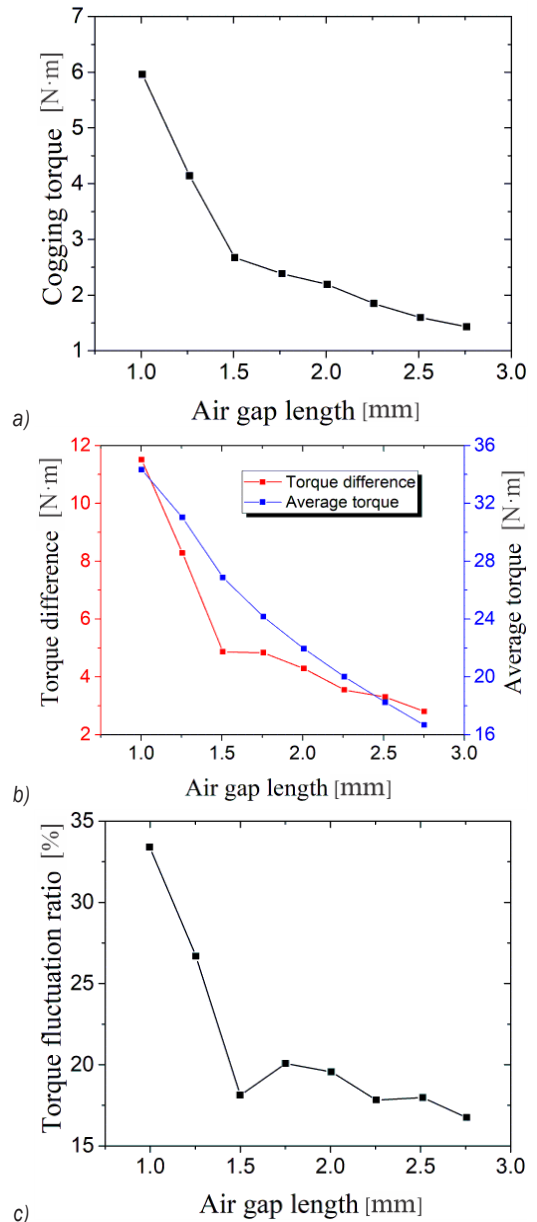 7
6
5
4
3
2
1
Cogging torque [N·m]
1.0 1.5 2.0 2.5 3.0
Air gap length [mm]
a)
12
10
8
6
4
2
Torque difference [N·m]
Torque difference
Average torque
36
32
28
24
20
16
Average torque [N·m]
1.0 1.5 2.0 2.5 3.0
Air gap length [mm]
b)
35
30
25
20
15
Torque fluctuation ratio [%]
1.0 1.5 2.0 2.5 3.0
Air gap length [mm]
c)